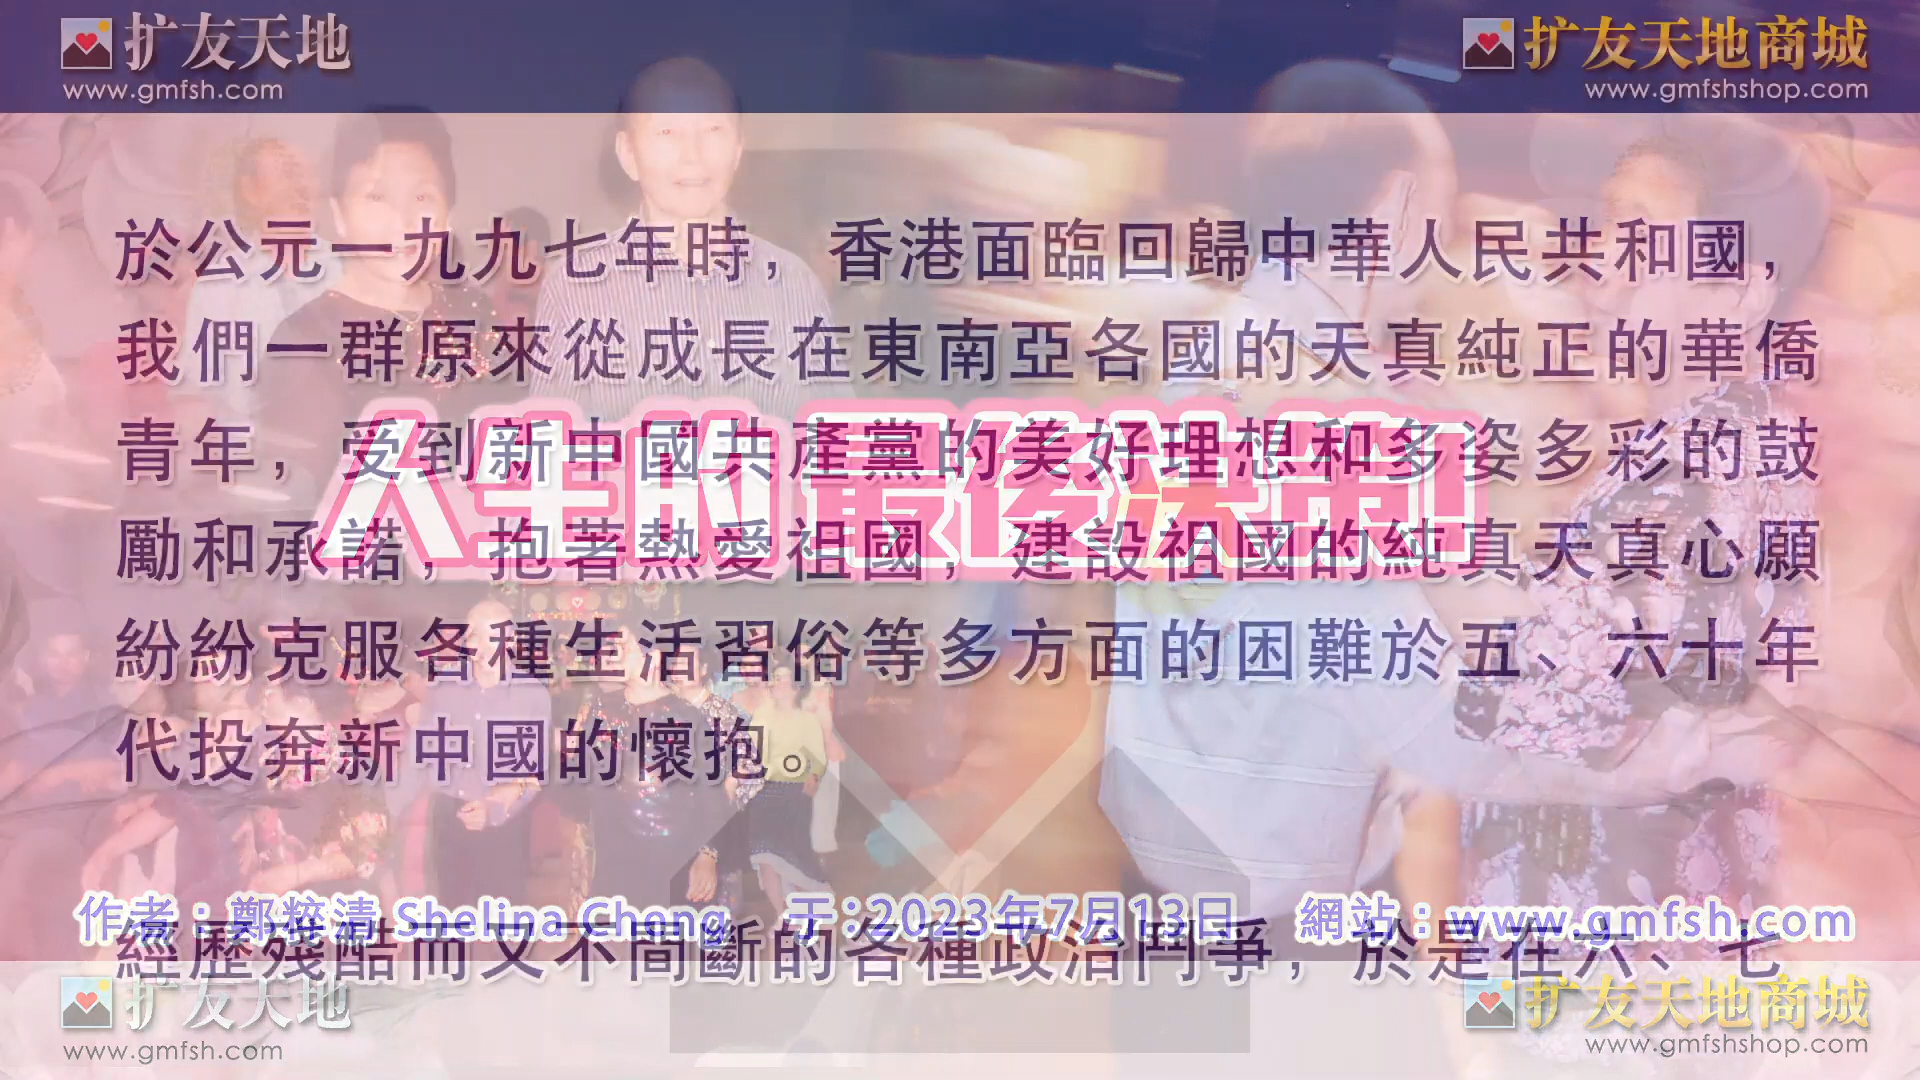 扩友天地
www.gmfsh.com
扩友天地商城
www.gmfshshop.com
於公元一九九七年時，香港面臨回歸中華人民共和國，
我們一群原來從成長在東南亞各國的天真純正的華僑
青年，受到新中國共產黨的美好理想和多姿多彩的鼓
人生的最後決策!
勵和承諾，抱著熱愛祖國，建設祖國的純真天真心願
紛紛克服各種生活習俗等多方面的困難於五、六十年
代投奔新中國的懷抱。
作者：鄭粹清 Shelina Cheng 于:2023年7月13日 網站：www.gmfsh.com
經歷殘酷而又不間斷的各種政治鬥爭，於是在六、七
扩友天地
www.gmfsh.com
扩友天地商城
www.gmfshshop.com